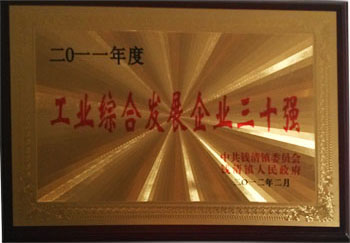 二〇一一年度
工业综合发展企业三十强
中共钱清镇委员会
钱清镇人民政府
二〇一二年二月